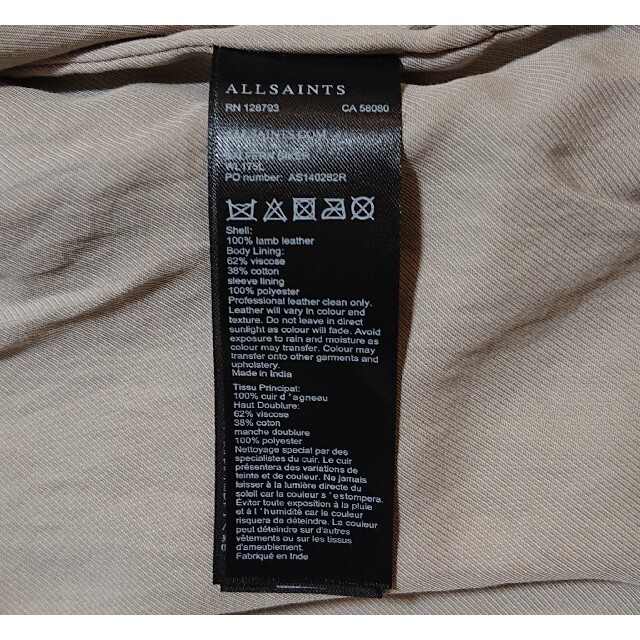 ALLSAINTS
RN 128793 CA 58080
ALLSAINTS.COM
WL175L
PO number: AS140282R
Shell:
100% lamb leather
Body Lining:
62% viscose
38% cotton
sleeve lining
100% polyester
Professional leather clean only.
Leather will vary in colour and
texture. Do not leave in direct
sunlight as colour will fade. Avoid
exposure to rain and moisture as
colour may transfer. Colour may
transfer onto other garments and
upholstery.
Made in India
Tissu Principal:
100% cuir d'agneau
Haut Doublure:
62% viscose
38% coton
manche doublure
100% polyester
Nettoyage special par des
specialistes du cuir. Le cuir
présentera des variations de
teinte et de couleur. Ne jamais
laisser à la lumière directe du
soleil car la couleur s'estompera.
Éviter toute exposition à la pluie
et à l'humidité car la couleur
risquera de déteindre. La couleur
peut déteindre sur d'autres
vêtements ou sur les tissus
d'ameublement.
Fabriqué en Inde